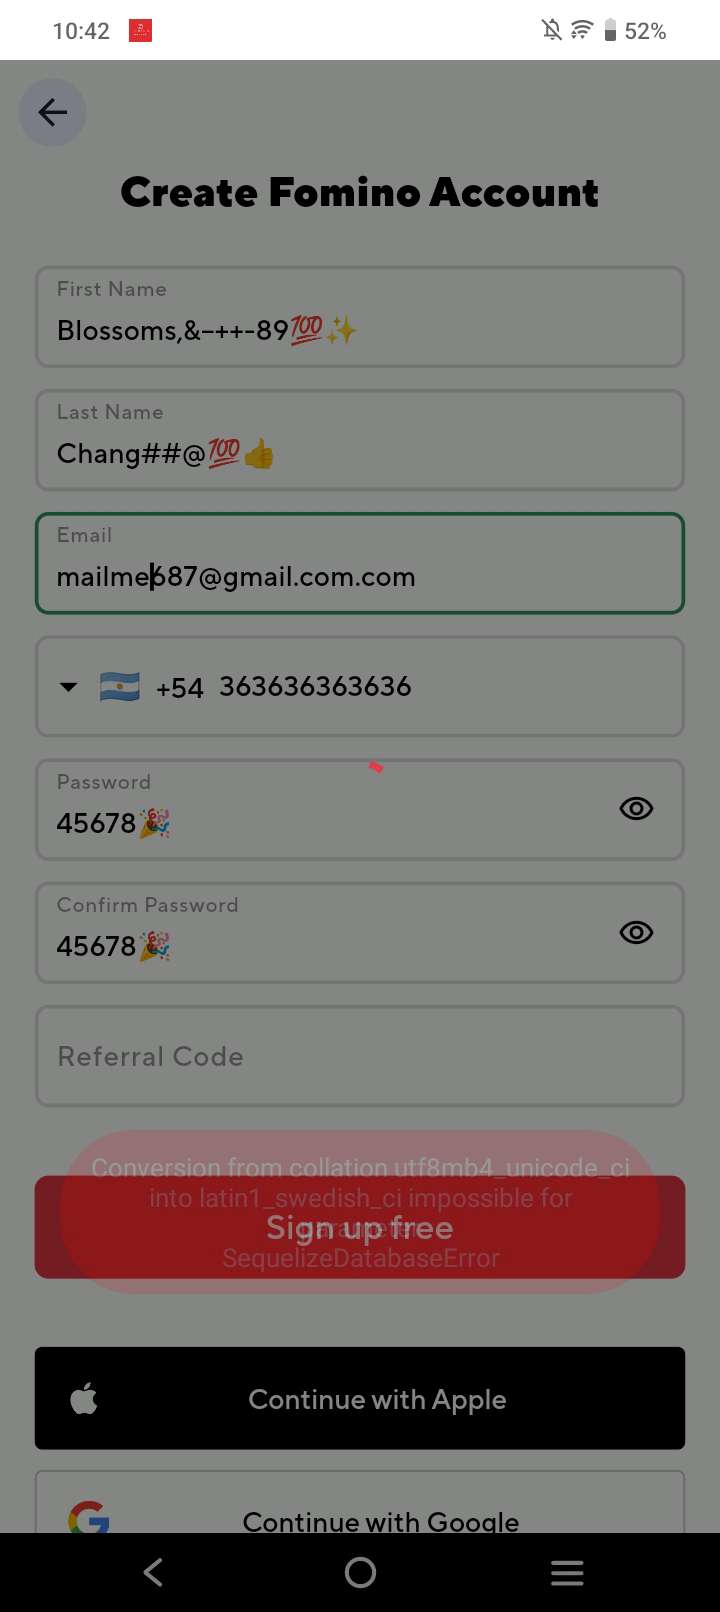 10:42
52%
Create Fomino Account
First Name
Blossoms,&-++-89💯✨
Last Name
Chang##@💯👍
Email
mailme687@gmail.com.com
+54 363636363636
Password
45678🎉
Confirm Password
45678🎉
Referral Code
Conversion from collation utf8mb4_unicode_ci
into latin1_swedish_ci impossible for
parameter
Sign up free
SequelizeDatabaseError
Continue with Apple
Continue with Google